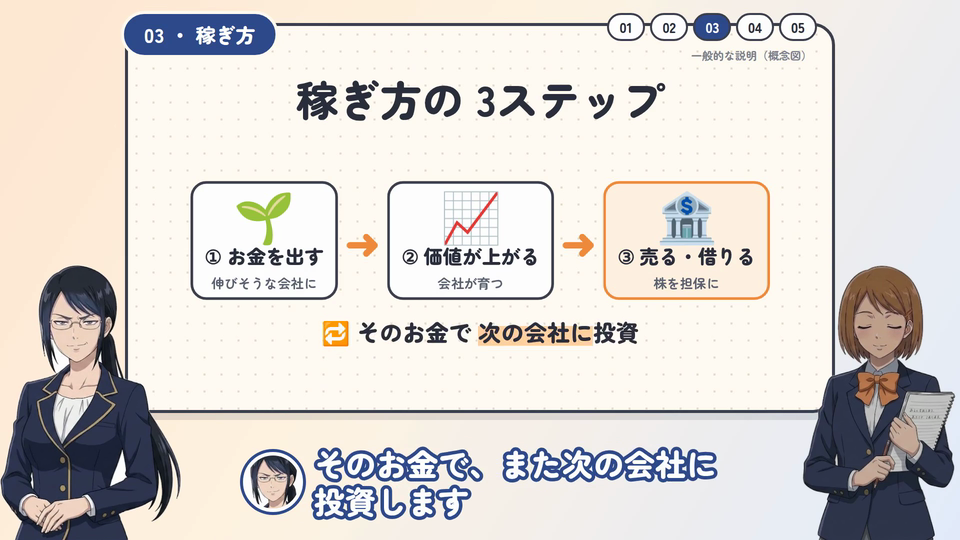 03 ・ 稼ぎ方
01 02 03 04 05
一般的な説明（概念図）
稼ぎ方の 3ステップ
① お金を出す
伸びそうな会社に
② 価値が上がる
会社が育つ
③ 売る・借りる
株を担保に
そのお金で 次の会社に投資
そのお金で、また次の会社に
投資します